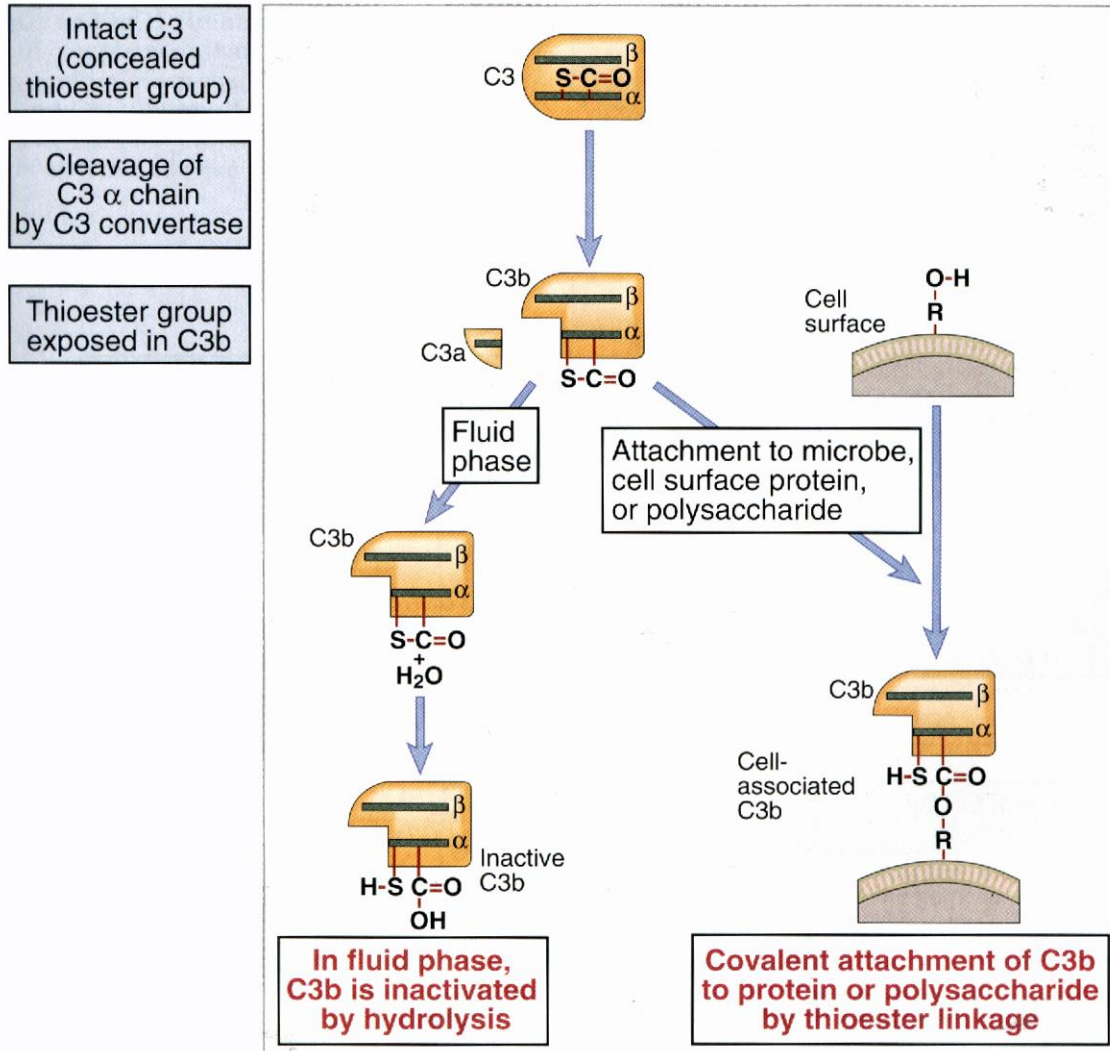 Intact C3
(concealed
thioester group)
Cleavage of
C3 α chain
by C3 convertase
Thioester group
exposed in C3b
C3
β
S-C=O
α
C3b
β
α
C3a
S-C=O
O-H
R
Cell
surface
Fluid
phase
Attachment to microbe,
cell surface protein,
or polysaccharide
C3b
β
α
S-C=O
+
H₂O
β
α
Inactive
C3b
H-S C=O
OH
C3b
β
α
Cell-
associated
C3b
H-S C=O
O
R
In fluid phase,
C3b is inactivated
by hydrolysis
Covalent attachment of C3b
to protein or polysaccharide
by thioester linkage